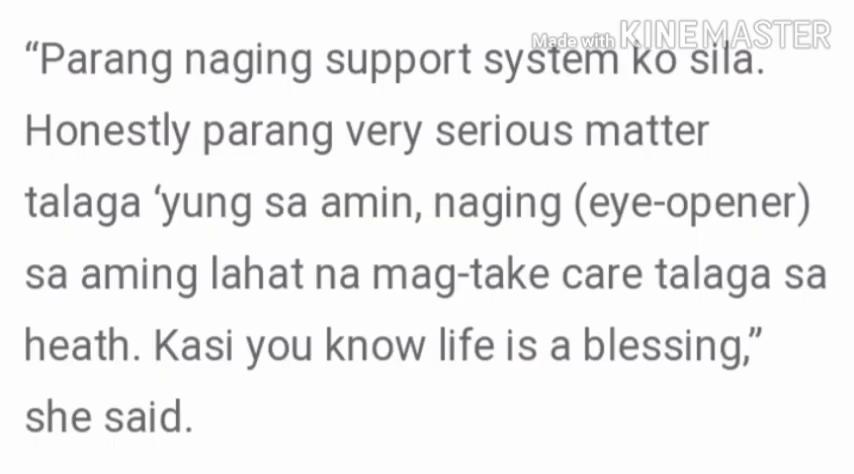 Made with KINEMASTER
“Parang naging support system ko sila.
Honestly parang very serious matter
talaga ‘yung sa amin, naging (eye-opener)
sa aming lahat na mag-take care talaga sa
heath. Kasi you know life is a blessing,”
she said.